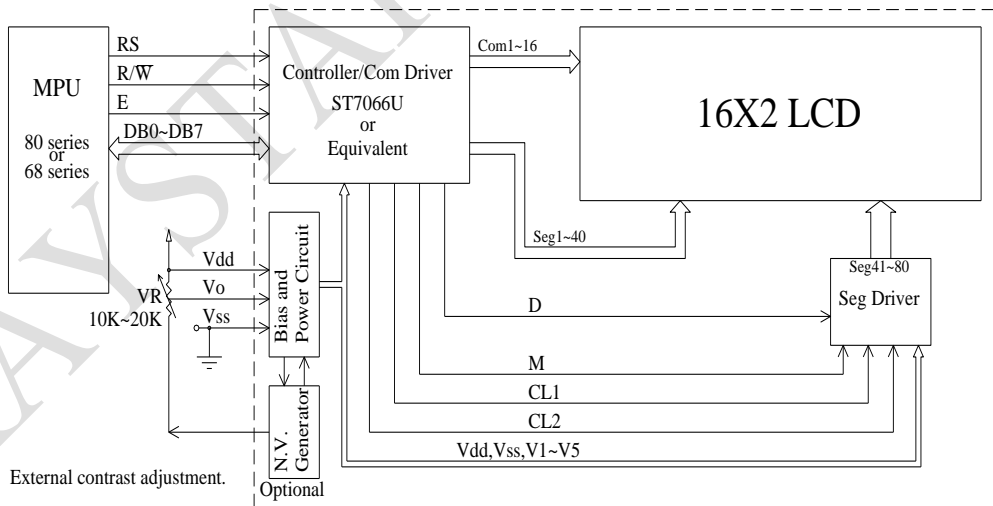 RS
R/W̅
E
DB0~DB7
MPU
80 series
or
68 series
Controller/Com Driver
ST7066U
or
Equivalent
Com1~16
16X2 LCD
Seg1~40
Seg41~80
Seg Driver
Vdd
Vo
Vss
VR
10K~20K
Bias and
Power Circuit
N.V.
Generator
Optional
D
M
CL1
CL2
Vdd,Vss,V1~V5
External contrast adjustment.